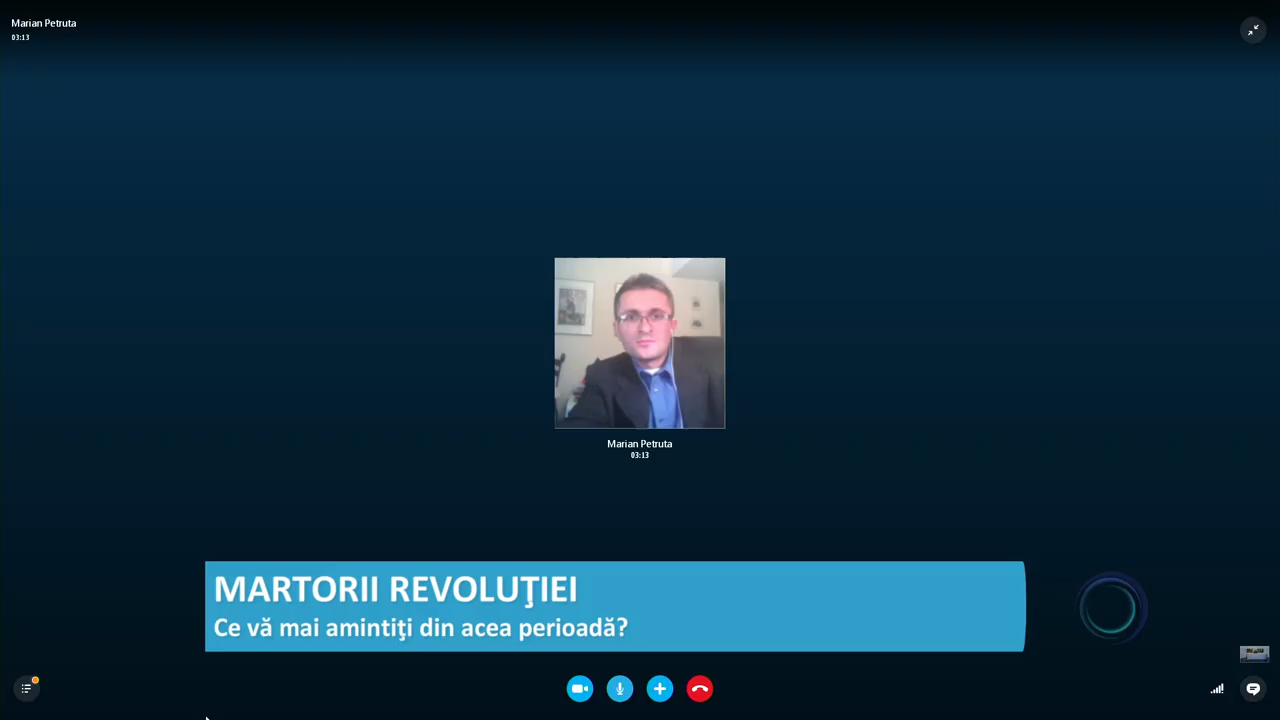 Marian Petruta
03:13
Marian Petruta
03:13
MARTORII REVOLUŢIEI
Ce vă mai amintiţi din acea perioadă?